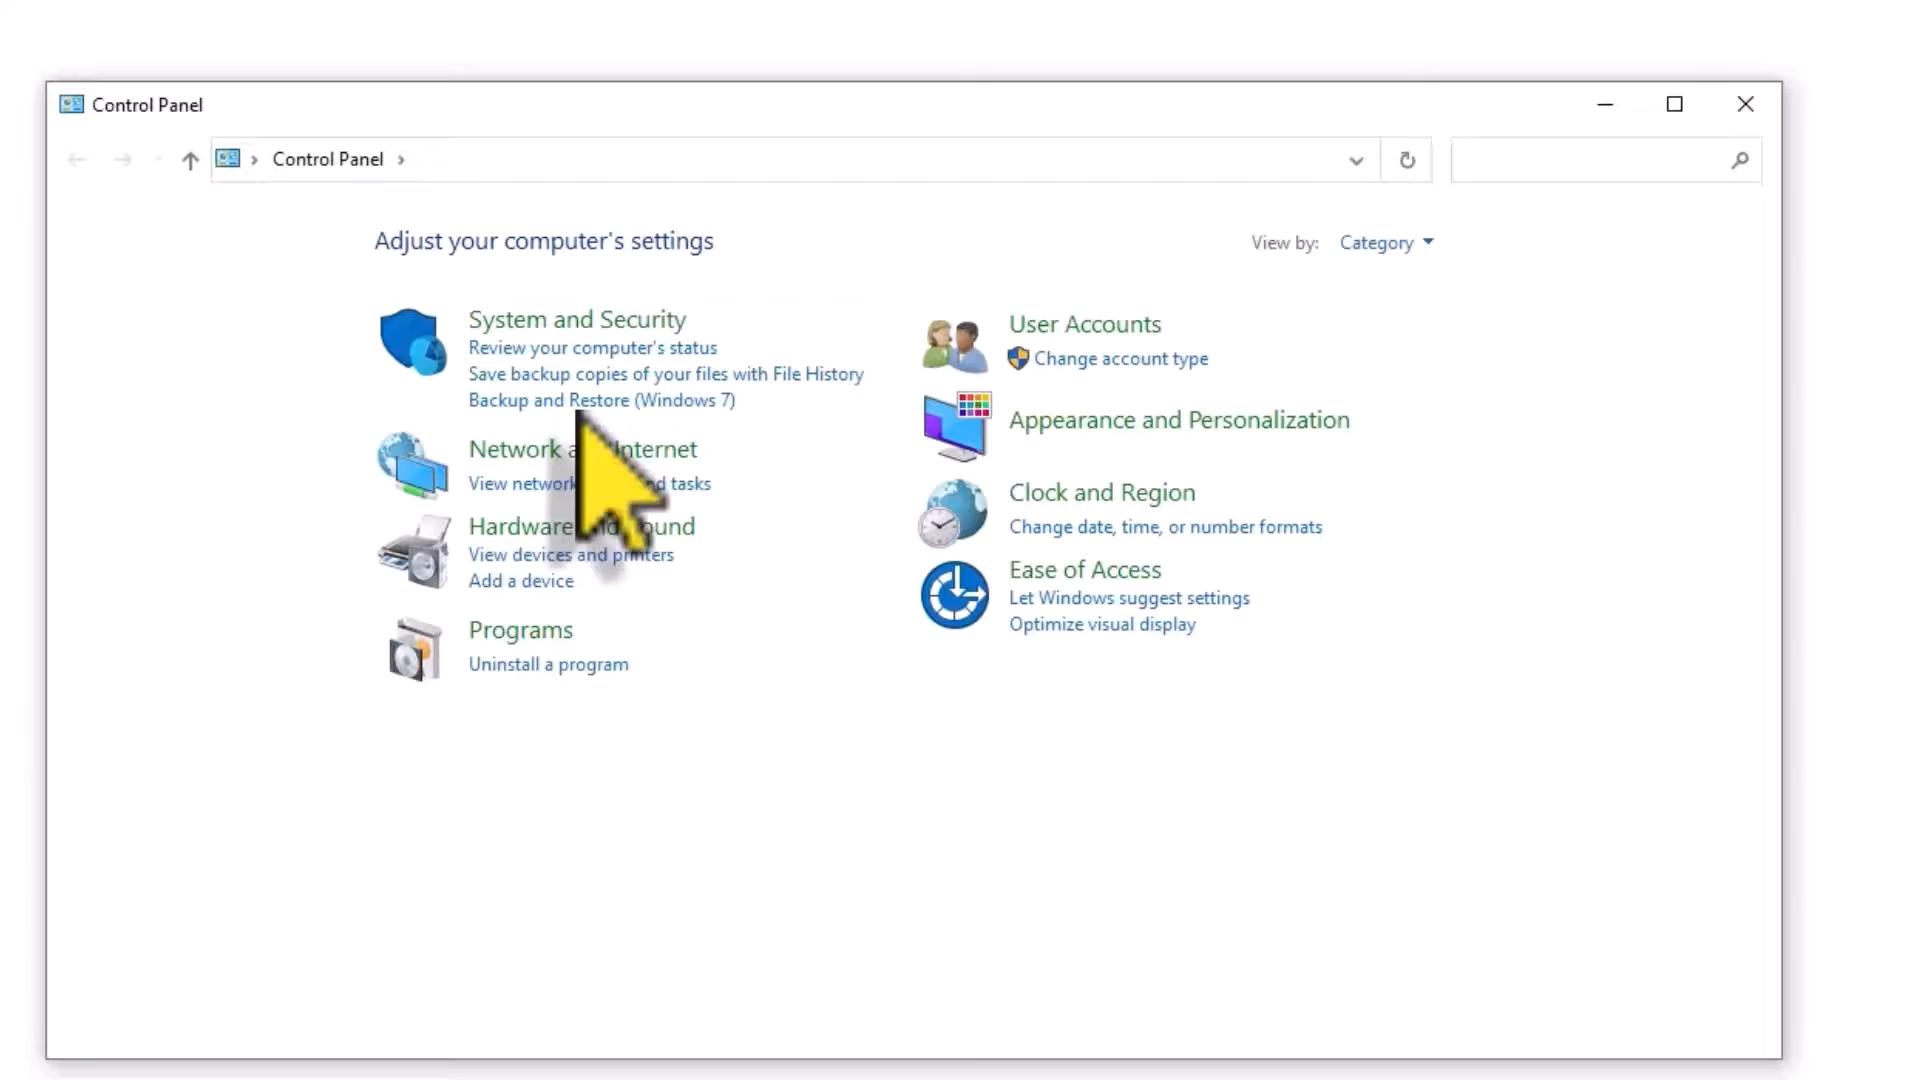 Control Panel
Control Panel
Adjust your computer's settings
View by: Category
System and Security
Review your computer's status
Save backup copies of your files with File History
Backup and Restore (Windows 7)
Network a Internet
View network d tasks
Hardware nd ound
View devices and printers
Add a device
Programs
Uninstall a program
User Accounts
Change account type
Appearance and Personalization
Clock and Region
Change date, time, or number formats
Ease of Access
Let Windows suggest settings
Optimize visual display